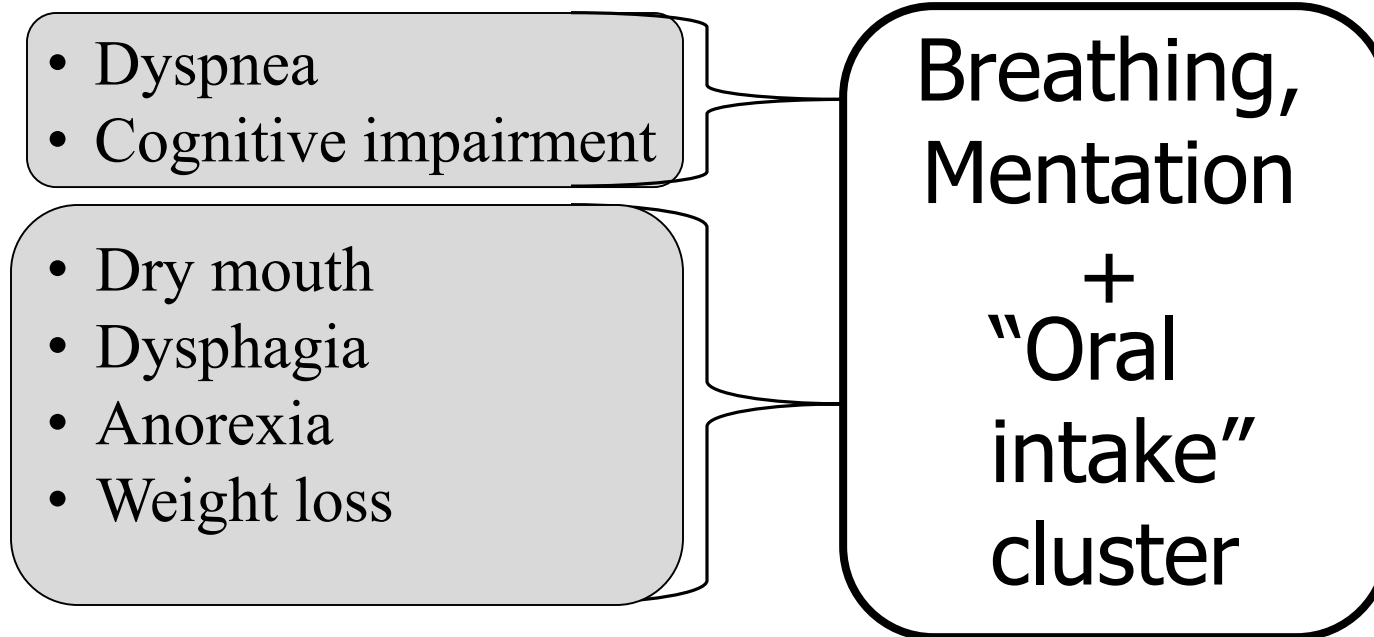 • Dyspnea
• Cognitive impairment
• Dry mouth
• Dysphagia
• Anorexia
• Weight loss
Breathing,
Mentation
+
“Oral
intake”
cluster